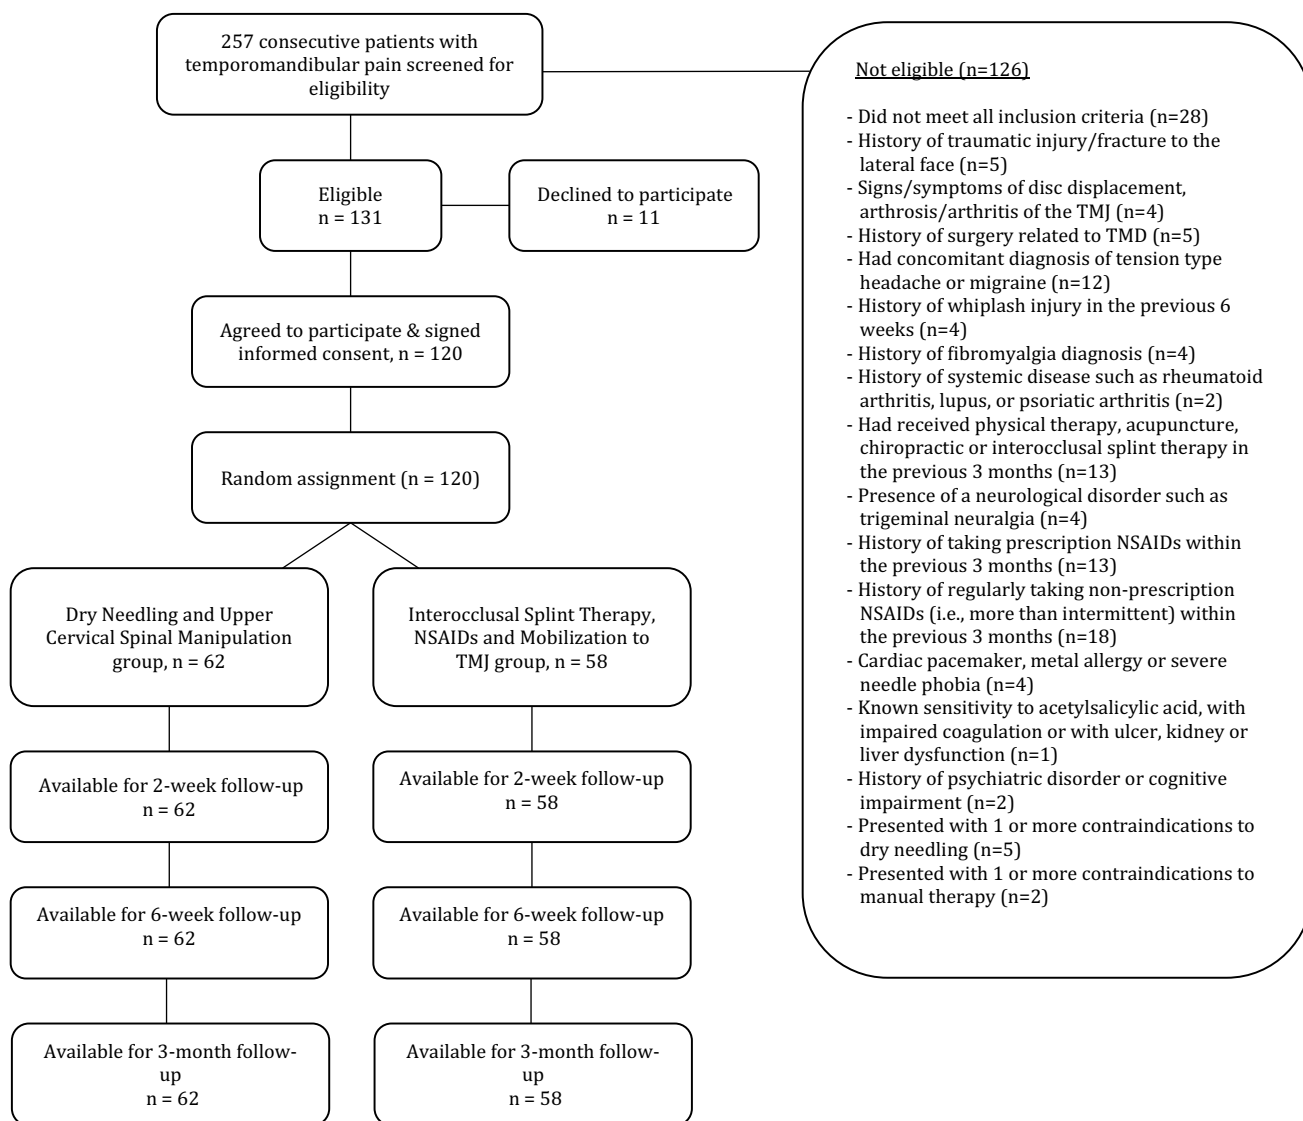 257 consecutive patients with
temporomandibular pain screened for
eligibility
Eligible
n = 131
Declined to participate
n = 11
Agreed to participate & signed
informed consent, n = 120
Random assignment (n = 120)
Dry Needling and Upper
Cervical Spinal Manipulation
group, n = 62
Interocclusal Splint Therapy,
NSAIDs and Mobilization to
TMJ group, n = 58
Available for 2-week follow-up
n = 62
Available for 2-week follow-up
n = 58
Available for 6-week follow-up
n = 62
Available for 6-week follow-up
n = 58
Available for 3-month follow-
up
n = 62
Available for 3-month follow-
up
n = 58
Not eligible (n=126)
- Did not meet all inclusion criteria (n=28)
- History of traumatic injury/fracture to the
lateral face (n=5)
- Signs/symptoms of disc displacement,
arthrosis/arthritis of the TMJ (n=4)
- History of surgery related to TMD (n=5)
- Had concomitant diagnosis of tension type
headache or migraine (n=12)
- History of whiplash injury in the previous 6
weeks (n=4)
- History of fibromyalgia diagnosis (n=4)
- History of systemic disease such as rheumatoid
arthritis, lupus, or psoriatic arthritis (n=2)
- Had received physical therapy, acupuncture,
chiropractic or interocclusal splint therapy in
the previous 3 months (n=13)
- Presence of a neurological disorder such as
trigeminal neuralgia (n=4)
- History of taking prescription NSAIDs within
the previous 3 months (n=13)
- History of regularly taking non-prescription
NSAIDs (i.e., more than intermittent) within
the previous 3 months (n=18)
- Cardiac pacemaker, metal allergy or severe
needle phobia (n=4)
- Known sensitivity to acetylsalicylic acid, with
impaired coagulation or with ulcer, kidney or
liver dysfunction (n=1)
- History of psychiatric disorder or cognitive
impairment (n=2)
- Presented with 1 or more contraindications to
dry needling (n=5)
- Presented with 1 or more contraindications to
manual therapy (n=2)